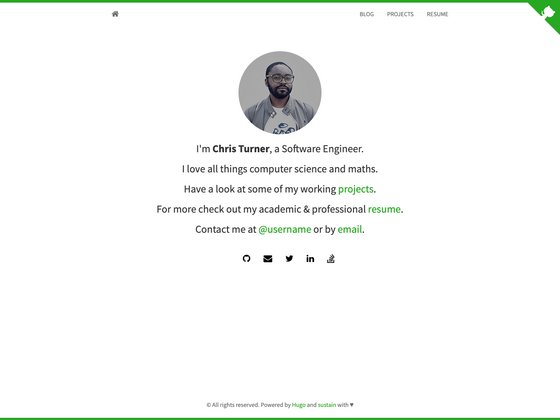 BLOG PROJECTS RESUME
I'm Chris Turner, a Software Engineer.
I love all things computer science and maths.
Have a look at some of my working projects.
For more check out my academic & professional resume.
Contact me at @username or by email.
© All rights reserved. Powered by Hugo and sustain with ♥